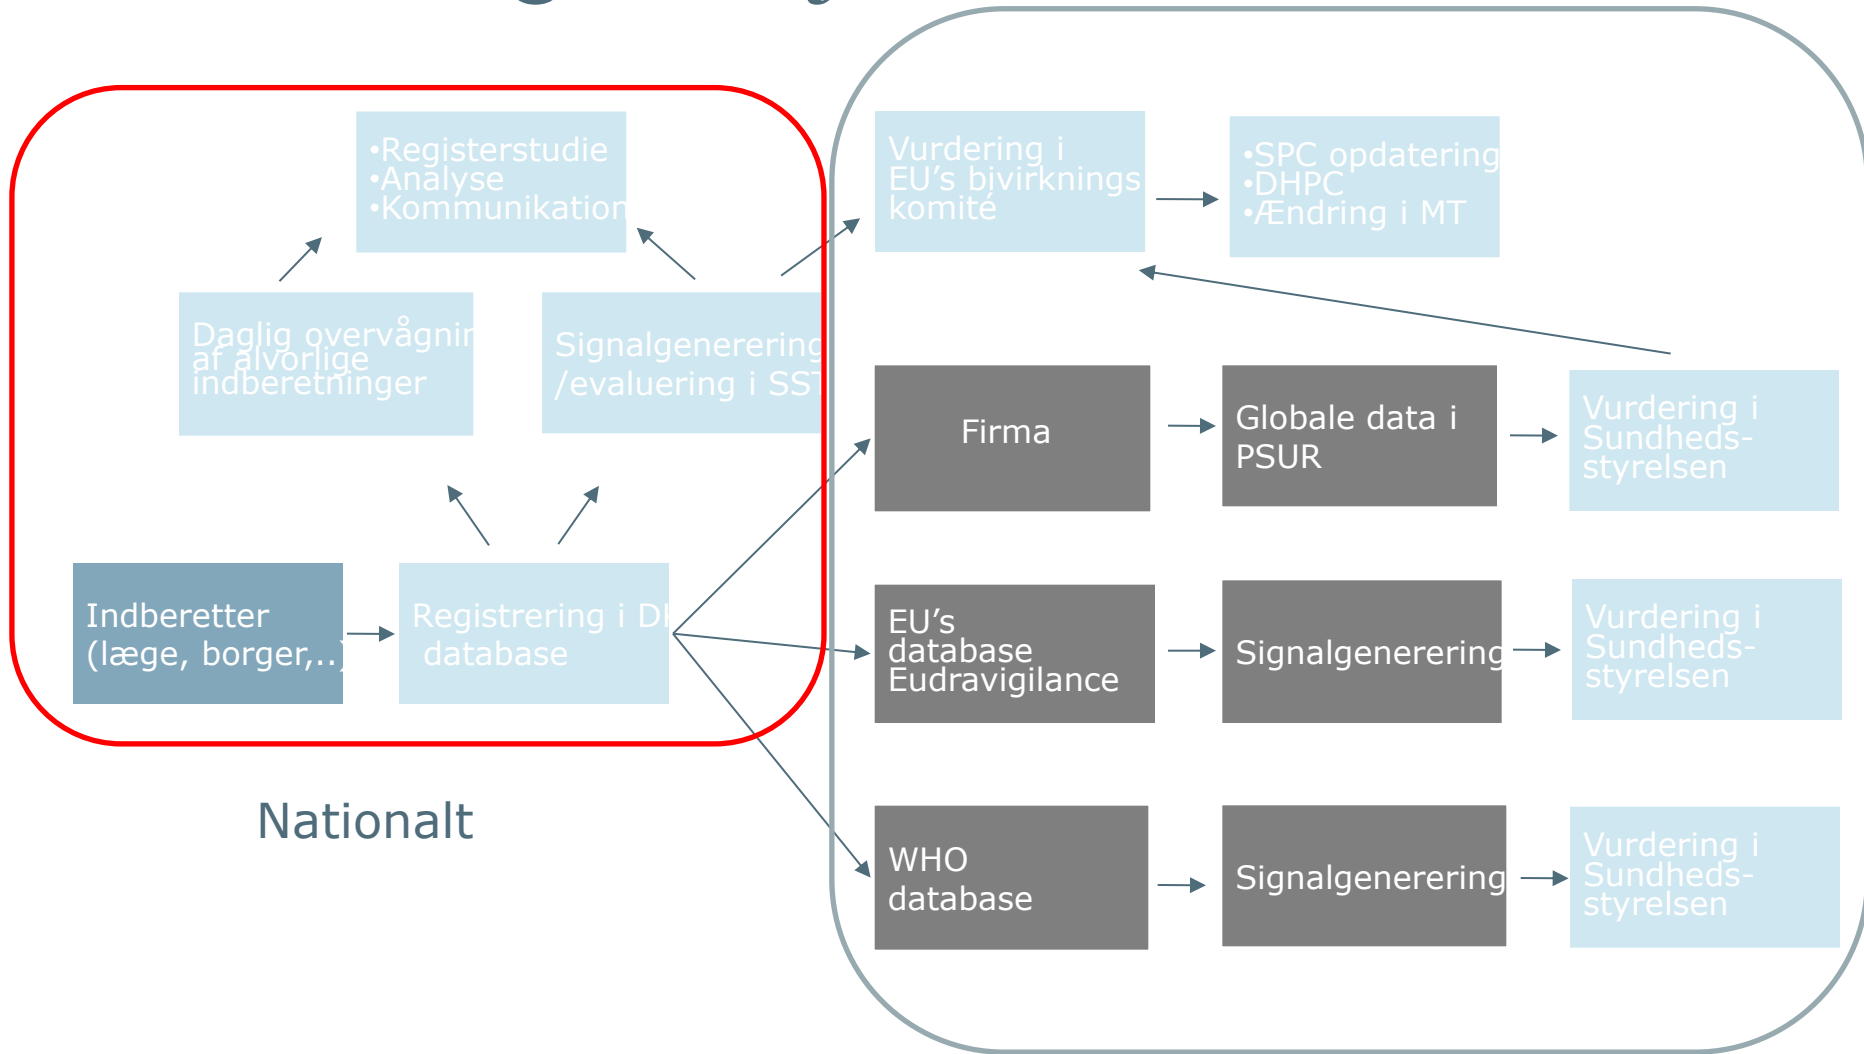 •Registerstudie
•Analyse
•Kommunikation
Vurdering i
EU’s bivirknings
komité
•SPC opdatering
•DHPC
•Ændring i MT
Daglig overvågnin
af alvorlige
indberetninger
Signalgenerering
/evaluering i SST
Firma
Globale data i
PSUR
Vurdering i
Sundheds-
styrelsen
Indberetter
(læge, borger,..)
Registrering i DK
database
EU’s
database
Eudravigilance
Signalgenerering
Vurdering i
Sundheds-
styrelsen
Nationalt
WHO
database
Signalgenerering
Vurdering i
Sundheds-
styrelsen